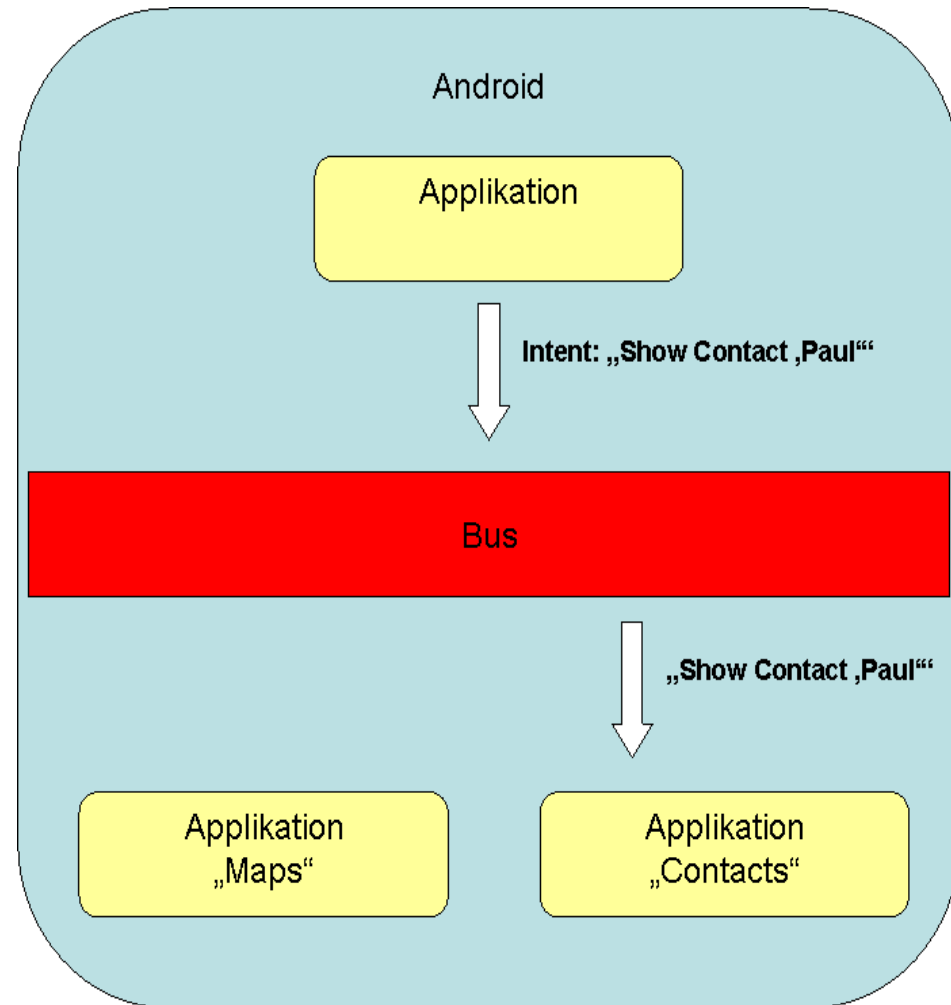 Android
Applikation
Intent: „Show Contact ‚Paul“‘
Bus
„Show Contact ‚Paul“‘
Applikation
„Maps“
Applikation
„Contacts“